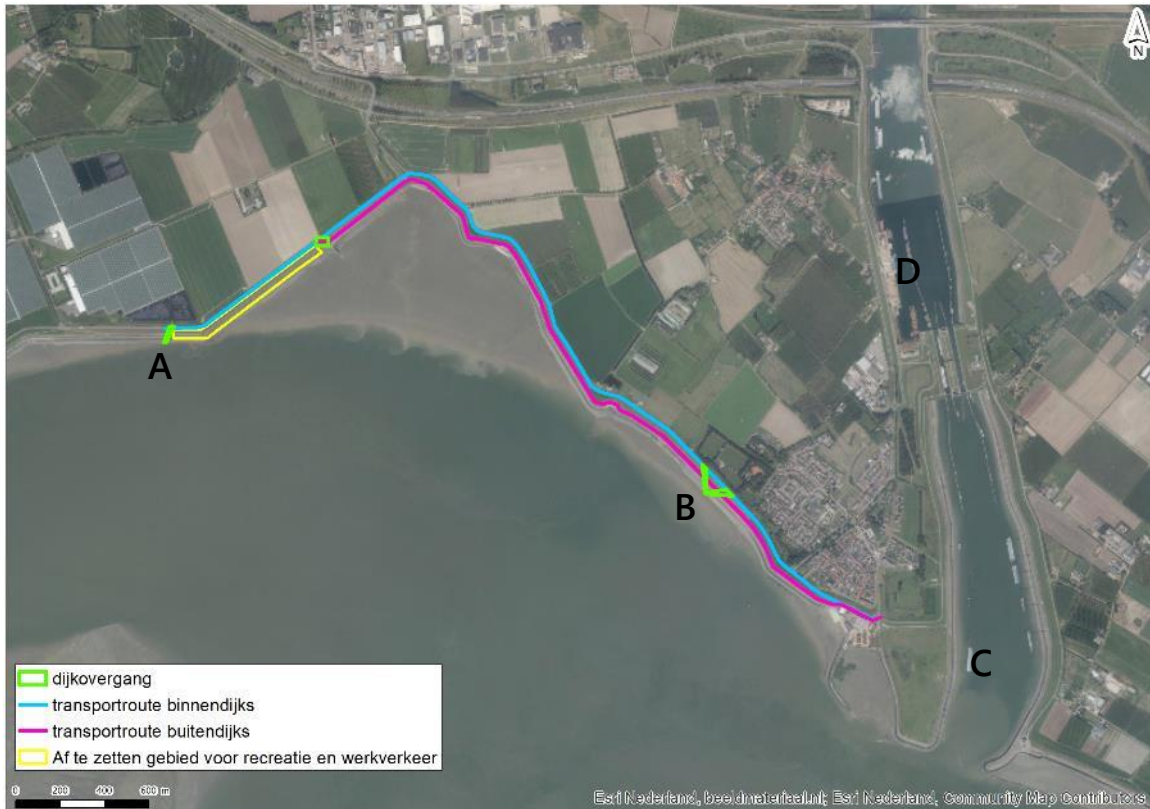 N
D
A
B
C
dijkovergang
transportroute binnendijks
transportroute buitendijks
Af te zetten gebied voor recreatie en werkverkeer
0 200 400 600 m
Esri Nederland, beeldmateriaal.nl; Esri Nederland, Community Map Contributors